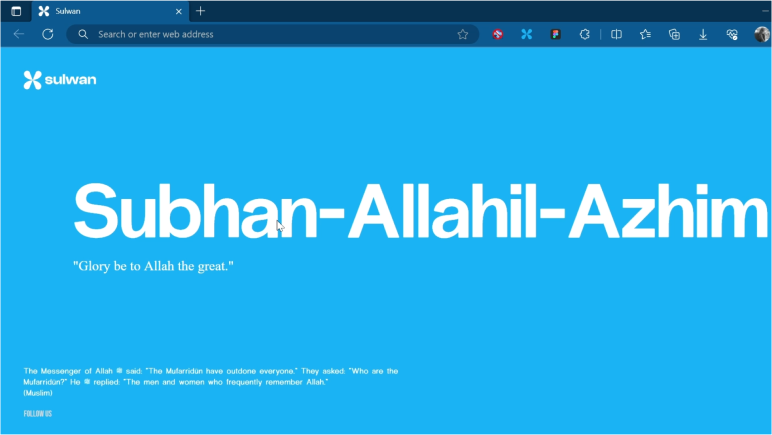 Sulwan
Search or enter web address
sulwan
Subhan-Allahil-Azhim
"Glory be to Allah the great."
The Messenger of Allah ﷺ said: "The Mufarridūn have outdone everyone." They asked: "Who are the
Mufarridūn?" He ﷺ replied: "The men and women who frequently remember Allah."
(Muslim)
FOLLOW US